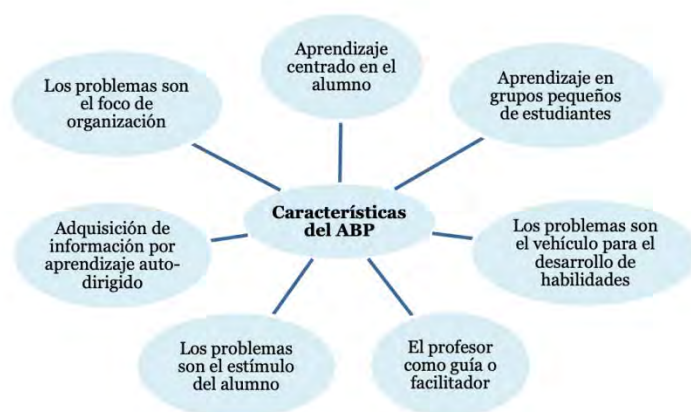 Aprendizaje
centrado en el
alumno
Los problemas son
el foco de
organización
Aprendizaje en
grupos pequeños
de estudiantes
Características
del ABP
Adquisición de
información por
aprendizaje auto-
dirigido
Los problemas son
el vehículo para el
desarrollo de
habilidades
Los problemas
son el estímulo
del alumno
El profesor
como guía o
facilitador